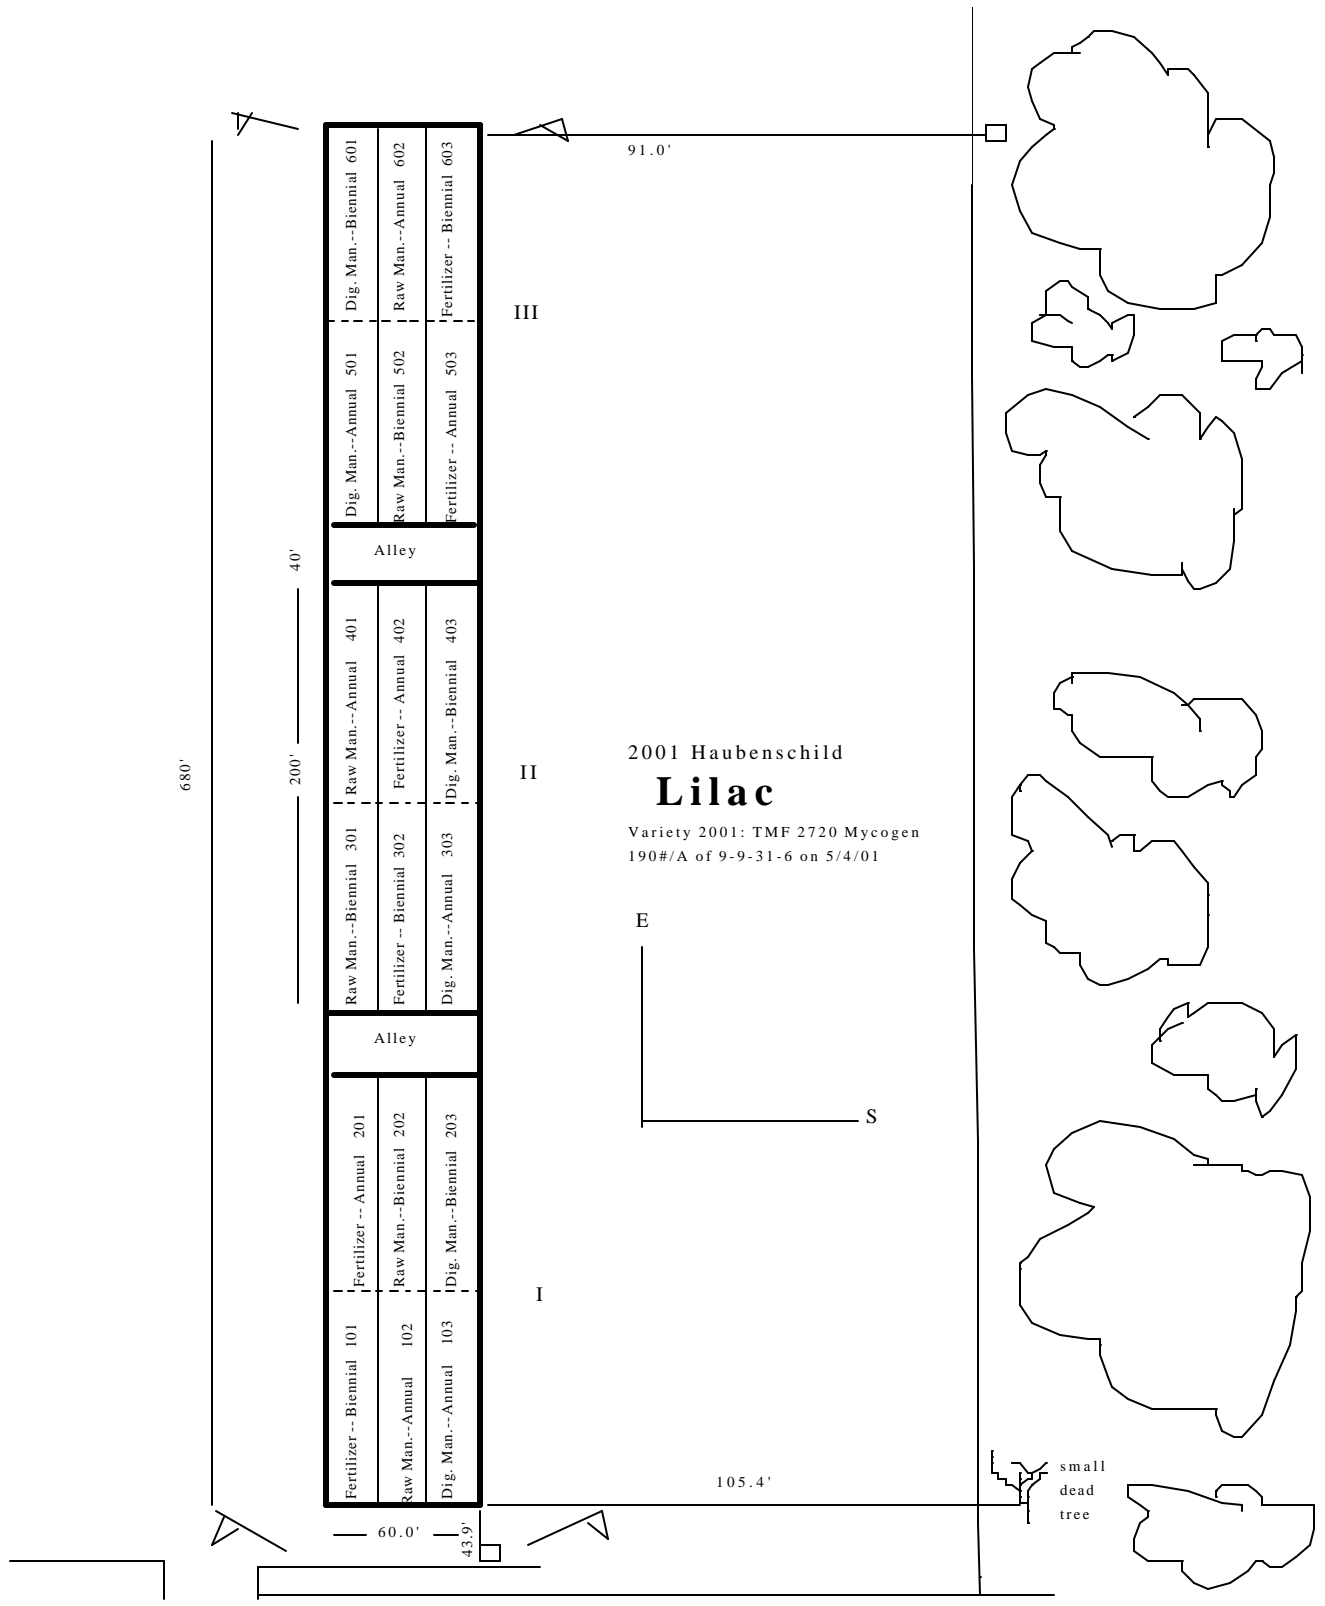 91.0'
Dig. Man.--Biennial 601
Raw Man.--Annual 602
Fertilizer -- Biennial 603
III
Dig. Man.--Annual 501
Raw Man.--Biennial 502
Fertilizer -- Annual 503
Alley
40'
Raw Man.--Annual 401
Fertilizer -- Annual 402
Dig. Man.--Biennial 403
II
680'
200'
2001 Haubenschild
Lilac
Variety 2001: TMF 2720 Mycogen
190#/A of 9-9-31-6 on 5/4/01
Raw Man.--Biennial 301
Fertilizer -- Biennial 302
Dig. Man.--Annual 303
E
S
Alley
Fertilizer -- Annual 201
Raw Man.--Biennial 202
Dig. Man.--Biennial 203
I
Fertilizer -- Biennial 101
Raw Man.--Annual 102
Dig. Man.--Annual 103
105.4'
small
dead
tree
60.0'
43.9'